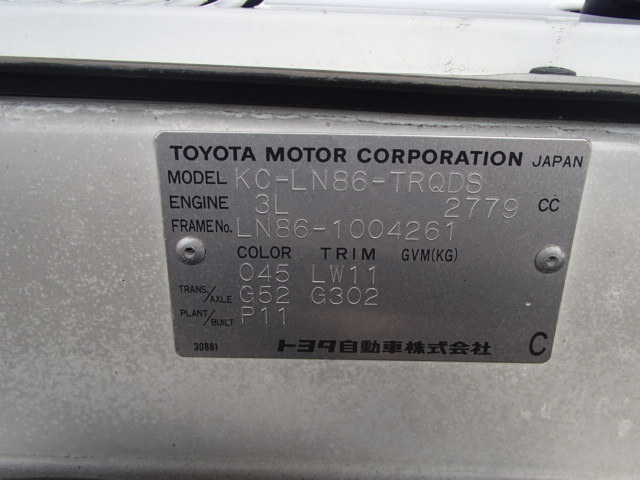 TOYOTA MOTOR CORPORATION JAPAN
MODEL KC-LN86-TRQDS
ENGINE 3L 2779 CC
FRAME No. LN86-1004261
COLOR TRIM GVM(KG)
045 LW11
TRANS./AXLE G52 G302
PLANT/BUILT P11
30881 トヨタ自動車株式会社 C